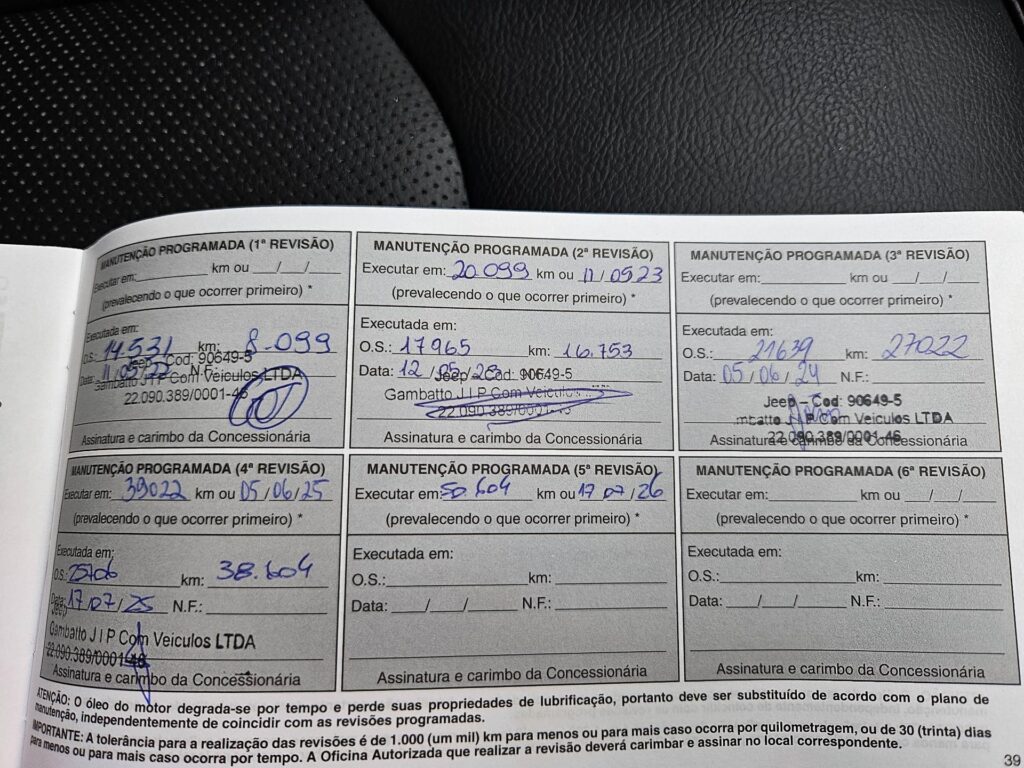 MANUTENÇÃO PROGRAMADA (1ª REVISÃO)
Executar em: km ou / /
(prevalecendo o que ocorrer primeiro) *
Executada em:
O.S.: 14.531 km: 8.099
Data: 11/05/22
Jeep - Cod: 90649-5
Gambatto J I P Com Veiculos LTDA
22.090.389/0001-46
Assinatura e carimbo da Concessionária
MANUTENÇÃO PROGRAMADA (2ª REVISÃO)
Executar em: 20.099 km ou 11/05/23
(prevalecendo o que ocorrer primeiro) *
Executada em:
O.S.: 17965 km: 16.753
Data: 12/05/23 N.F.:
Jeep - Cod: 90649-5
Gambatto J I P Com Veiculos
22.090.389/0001-46
Assinatura e carimbo da Concessionária
MANUTENÇÃO PROGRAMADA (3ª REVISÃO)
Executar em: km ou / /
(prevalecendo o que ocorrer primeiro) *
Executada em:
O.S.: 21639 km: 27022
Data: 05/06/24 N.F.:
Jeep - Cod: 90649-5
mbatto J I P Com Veiculos LTDA
22.090.389/0001-46
Assinatura e carimbo da Concessionária
MANUTENÇÃO PROGRAMADA (4ª REVISÃO)
Executar em: 39022 km ou 05/06/25
(prevalecendo o que ocorrer primeiro) *
Executada em:
O.S.: 25706 km: 38.604
Data: 17/07/25 N.F.:
Jeep
Gambatto J I P Com Veiculos LTDA
22.090.389/0001-46
Assinatura e carimbo da Concessionária
MANUTENÇÃO PROGRAMADA (5ª REVISÃO)
Executar em: 50.604 km ou 17/07/26
(prevalecendo o que ocorrer primeiro) *
Executada em:
O.S.: km:
Data: / / N.F.:
Assinatura e carimbo da Concessionária
MANUTENÇÃO PROGRAMADA (6ª REVISÃO)
Executar em: km ou / /
(prevalecendo o que ocorrer primeiro) *
Executada em:
O.S.: km:
Data: / / N.F.:
Assinatura e carimbo da Concessionária
ATENÇÃO: O óleo do motor degrada-se por tempo e perde suas propriedades de lubrificação, portanto deve ser substituído de acordo com o plano de
manutenção, independentemente de coincidir com as revisões programadas.
IMPORTANTE: A tolerância para a realização das revisões é de 1.000 (um mil) km para menos ou para mais caso ocorra por quilometragem, ou de 30 (trinta) dias
para menos ou para mais caso ocorra por tempo. A Oficina Autorizada que realizar a revisão deverá carimbar e assinar no local correspondente.
39